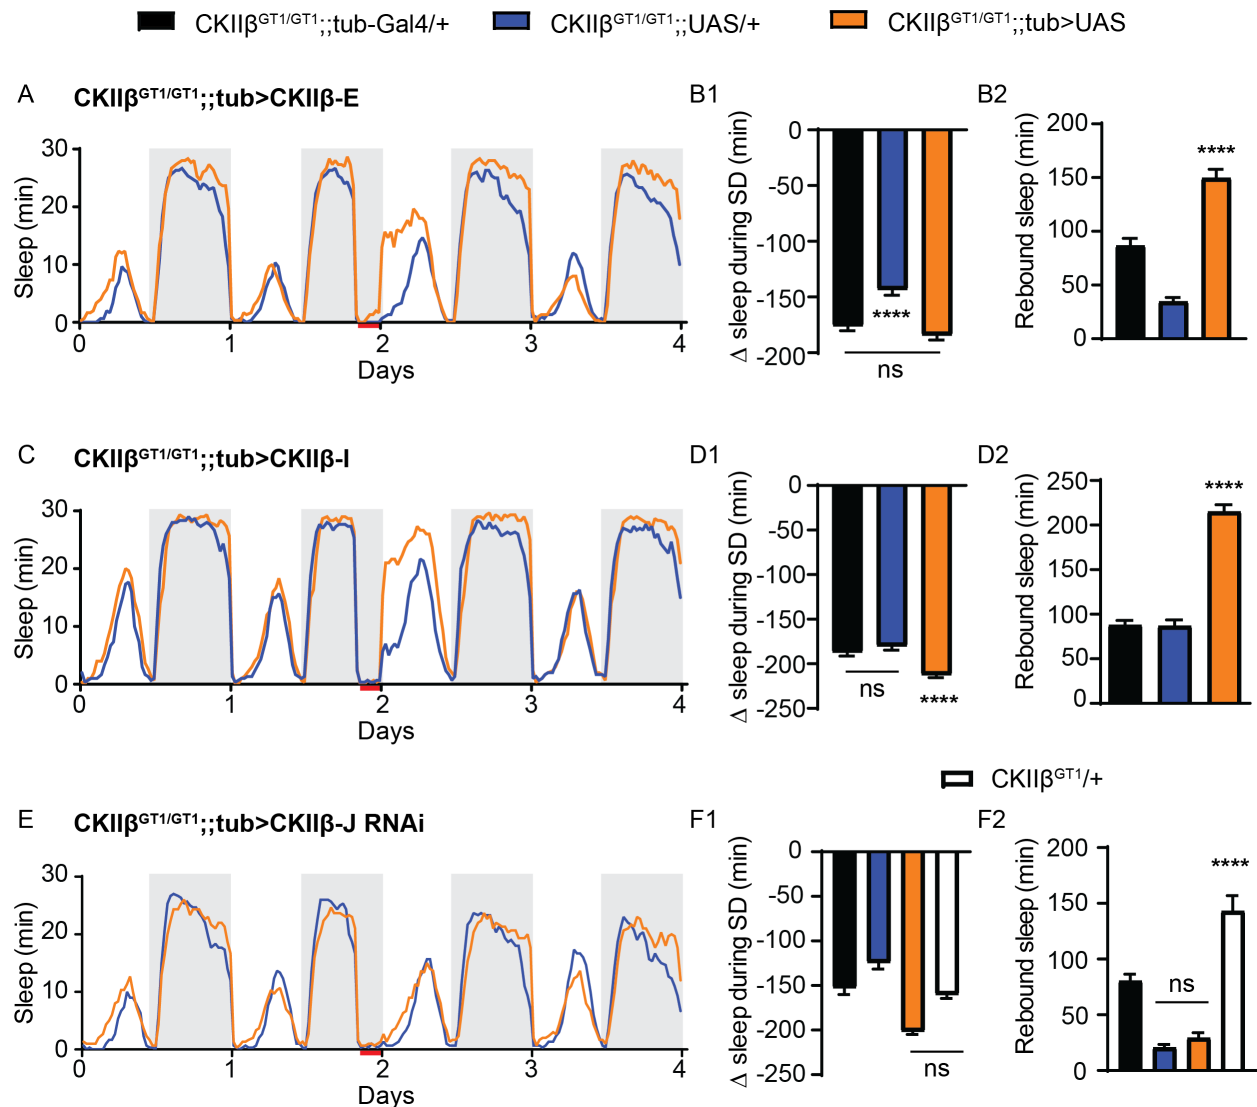 CKIIβGT1/GT1;;tub-Gal4/+ CKIIβGT1/GT1;;UAS/+ CKIIβGT1/GT1;;tub>UAS
A CKIIβGT1/GT1;;tub>CKIIβ-E
Sleep (min)
30
20
10
0
0 1 2 3 4
Days
B1
Δ sleep during SD (min)
0
-50
-100
-150
-200
****
ns
B2
Rebound sleep (min)
200
150
100
50
0
****
C CKIIβGT1/GT1;;tub>CKIIβ-I
Sleep (min)
30
20
10
0
0 1 2 3 4
Days
D1
Δ sleep during SD (min)
0
-50
-100
-150
-200
-250
ns
****
D2
Rebound sleep (min)
250
200
150
100
50
0
****
CKIIβGT1/+
E CKIIβGT1/GT1;;tub>CKIIβ-J RNAi
Sleep (min)
30
20
10
0
0 1 2 3 4
Days
F1
Δ sleep during SD (min)
0
-50
-100
-150
-200
-250
ns
F2
Rebound sleep (min)
200
150
100
50
0
ns
****